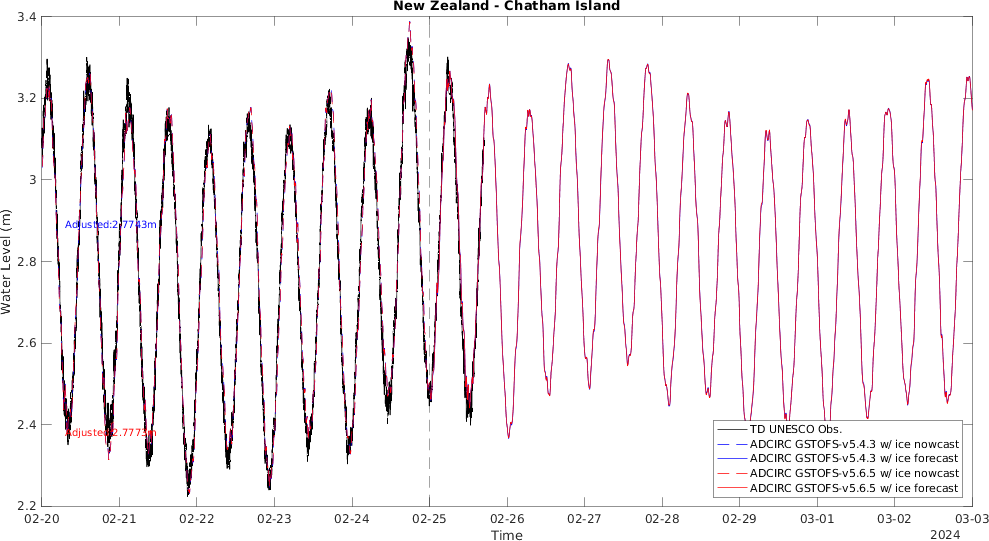 New Zealand - Chatham Island
3.4
3.2
3
2.8
2.6
2.4
2.2
Water Level (m)
Adjusted:2.7743m
Adjusted:2.7773m
TD UNESCO Obs.
ADCIRC GSTOFS-v5.4.3 w/ ice nowcast
ADCIRC GSTOFS-v5.4.3 w/ ice forecast
ADCIRC GSTOFS-v5.6.5 w/ ice nowcast
ADCIRC GSTOFS-v5.6.5 w/ ice forecast
02-20 02-21 02-22 02-23 02-24 02-25 02-26 02-27 02-28 02-29 03-01 03-02 03-03
Time
2024